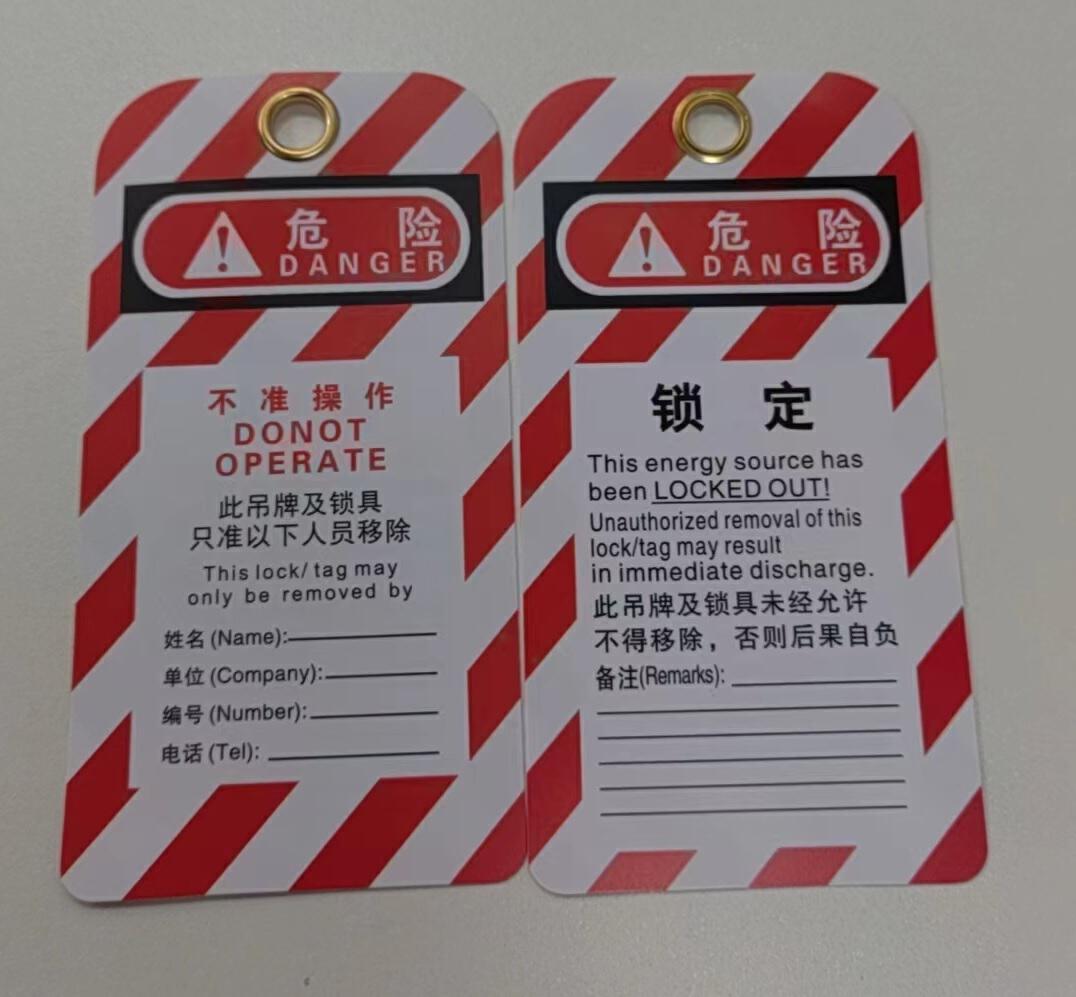 危 险
DANGER
不 准 操 作
DONOT
OPERATE
此吊牌及锁具
只准以下人员移除
This lock/ tag may
only be removed by
姓名(Name):
单位(Company):
编号(Number):
电话(Tel):
危 险
DANGER
锁 定
This energy source has
been LOCKED OUT!
Unauthorized removal of this
lock/tag may result
in immediate discharge.
此吊牌及锁具未经允许
不得移除，否则后果自负
备注(Remarks):